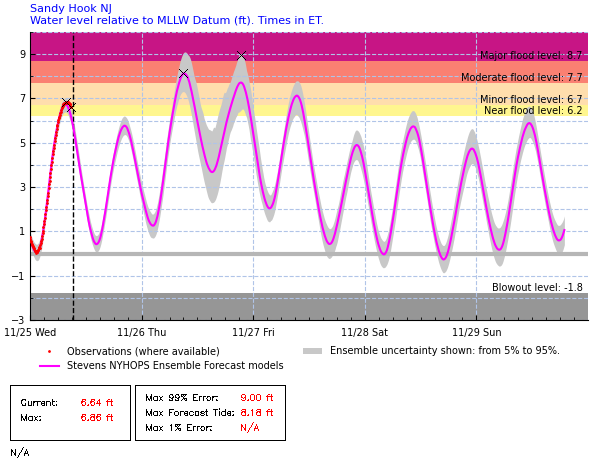 Sandy Hook NJ
Water level relative to MLLW Datum (ft). Times in ET.
9
7
5
3
1
−1
−3
Major flood level: 8.7
Moderate flood level: 7.7
Minor flood level: 6.7
Near flood level: 6.2
Blowout level: -1.8
11/25 Wed 11/26 Thu 11/27 Fri 11/28 Sat 11/29 Sun
Observations (where available) Ensemble uncertainty shown: from 5% to 95%.
Stevens NYHOPS Ensemble Forecast models
Current: 6.64 ft
Max: 6.86 ft
Max 99% Error: 9.00 ft
Max Forecast Tide: 8.18 ft
Max 1% Error: N/A
N/A